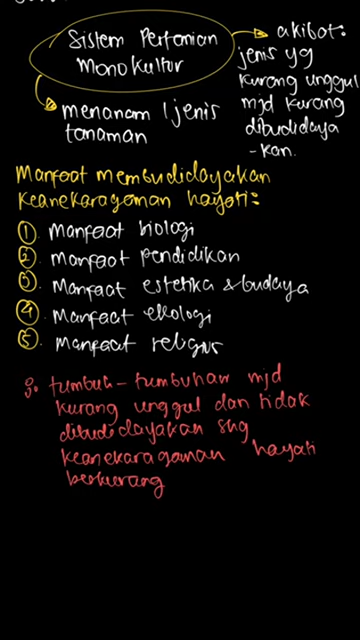 Sistem Pertanian
Monokultur
akibat:
jenis yg
kurang unggul
mjd kurang
dibudidaya
-kan.
menanam 1 jenis
tanaman
Manfaat membudidayakan
keanekaragaman hayati:
① manfaat biologi
② manfaat pendidikan
③ manfaat estetika & budaya
④ manfaat ekologi
⑤ manfaat religius
J: tumbuh-tumbuhan mjd
kurang unggul dan tidak
dibudidayakan shg
keanekaragaman hayati
berkurang